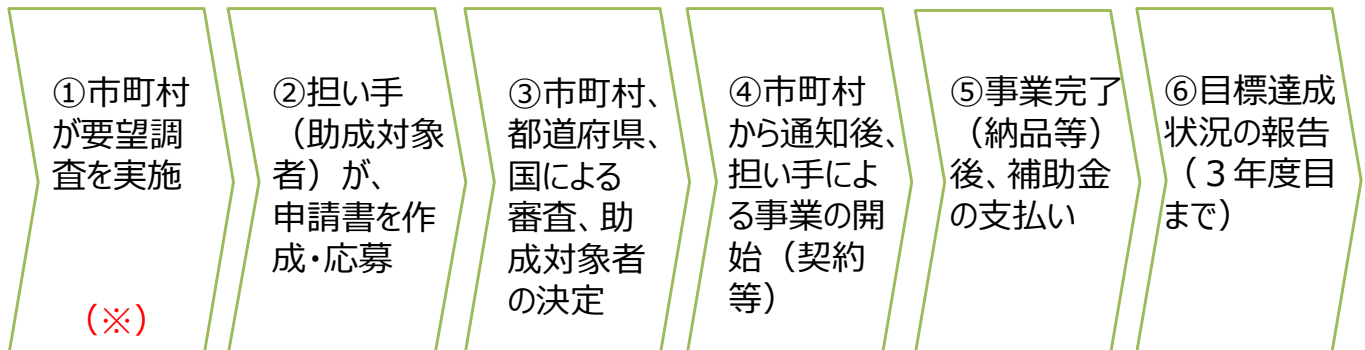 ①市町村
が要望調
査を実施
（※）
②担い手
（助成対象
者）が、
申請書を作
成・応募
③市町村、
都道府県、
国による
審査、助
成対象者
の決定
④市町村
から通知後、
担い手によ
る事業の開
始（契約
等）
⑤事業完了
（納品等）
後、補助金
の支払い
⑥目標達成
状況の報告
（３年度目
まで）